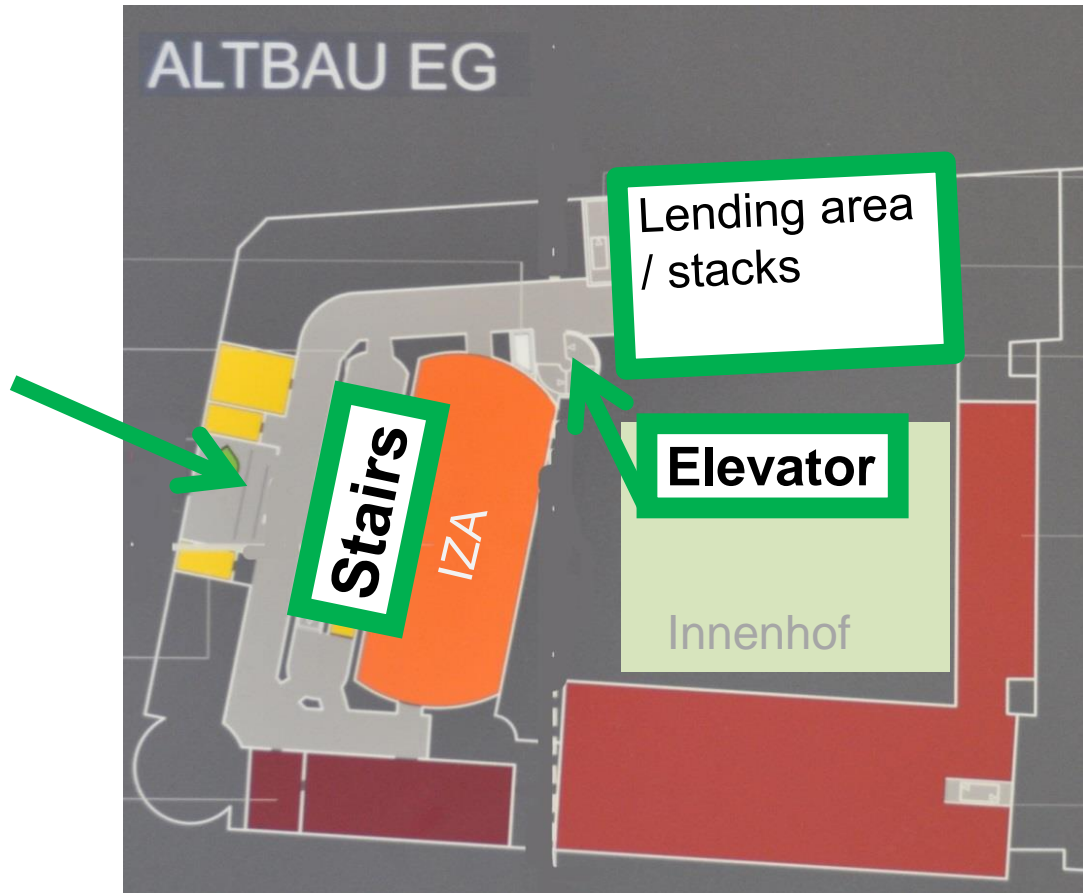 ALTBAU EG
Lending area
/ stacks
Stairs
IZA
Elevator
Innenhof